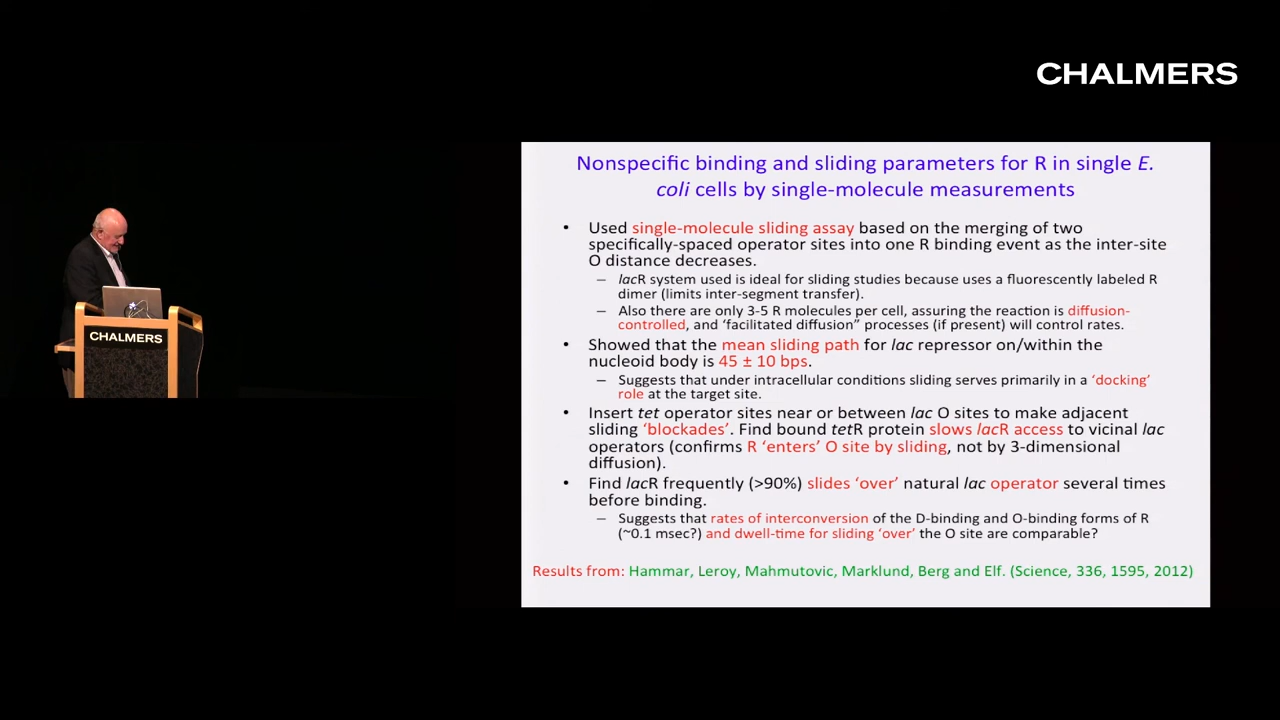 CHALMERS
CHALMERS
Nonspecific binding and sliding parameters for R in single E.
coli cells by single-molecule measurements
• Used single-molecule sliding assay based on the merging of two
specifically-spaced operator sites into one R binding event as the inter-site
O distance decreases.
– lacR system used is ideal for sliding studies because uses a fluorescently labeled R
dimer (limits inter-segment transfer).
– Also there are only 3-5 R molecules per cell, assuring the reaction is diffusion-
controlled, and ‘facilitated diffusion” processes (if present) will control rates.
• Showed that the mean sliding path for lac repressor on/within the
nucleoid body is 45 ± 10 bps.
– Suggests that under intracellular conditions sliding serves primarily in a ‘docking’
role at the target site.
• Insert tet operator sites near or between lac O sites to make adjacent
sliding ‘blockades’. Find bound tetR protein slows lacR access to vicinal lac
operators (confirms R ‘enters’ O site by sliding, not by 3-dimensional
diffusion).
• Find lacR frequently (>90%) slides ‘over’ natural lac operator several times
before binding.
– Suggests that rates of interconversion of the D-binding and O-binding forms of R
(~0.1 msec?) and dwell-time for sliding ‘over’ the O site are comparable?
Results from: Hammar, Leroy, Mahmutovic, Marklund, Berg and Elf. (Science, 336, 1595, 2012)